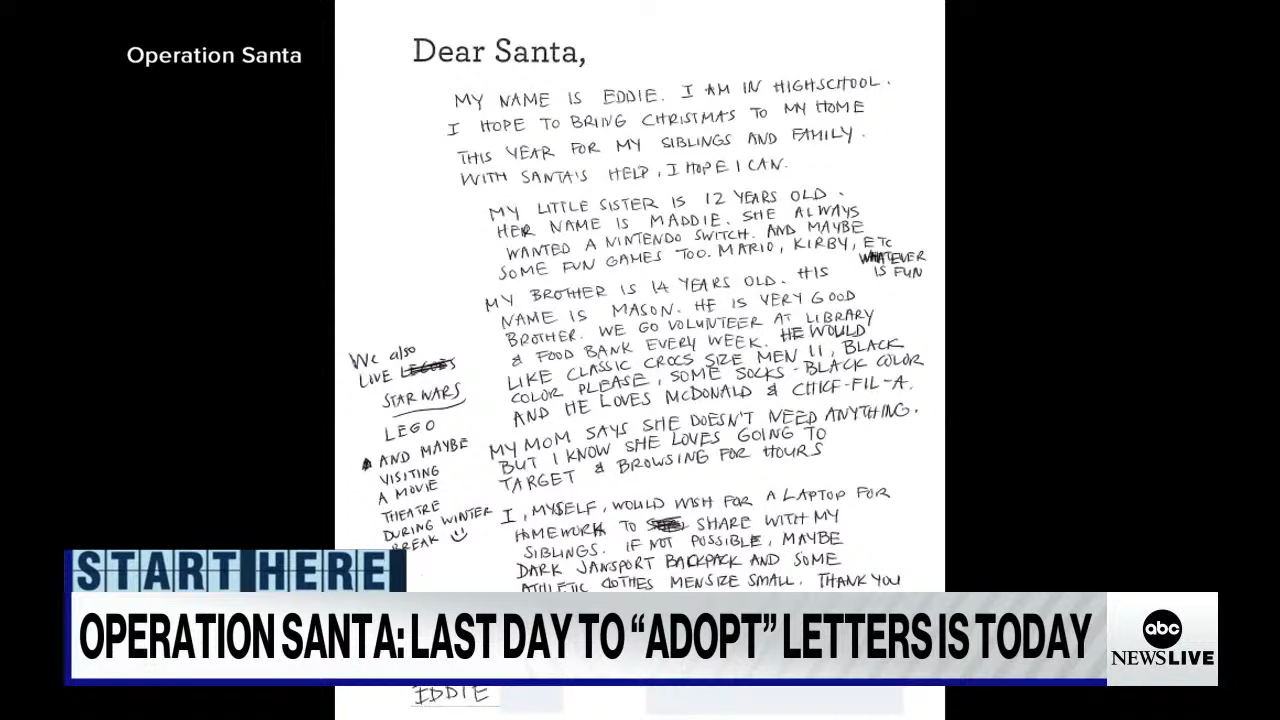 Operation Santa
Dear Santa,
MY NAME IS EDDIE. I AM IN HIGHSCHOOL.
I HOPE TO BRING CHRISTMAS TO MY HOME
THIS YEAR FOR MY SIBLINGS AND FAMILY.
WITH SANTA'S HELP, I HOPE I CAN.
MY LITTLE SISTER IS 12 YEARS OLD.
HER NAME IS MADDIE. SHE ALWAYS
WANTED A NINTENDO SWITCH. AND MAYBE
SOME FUN GAMES TOO. MARIO, KIRBY, ETC
WHATEVER
IS FUN
MY BROTHER IS 14 YEARS OLD. HIS
NAME IS MASON. HE IS VERY GOOD
BROTHER. WE GO VOLUNTEER AT LIBRARY
& FOOD BANK EVERY WEEK. HE WOULD
LIKE CLASSIC CROCS SIZE MEN 11, BLACK
COLOR PLEASE, SOME SOCKS - BLACK COLOR
AND HE LOVES MCDONALD & CHICF-FIL-A.
MY MOM SAYS SHE DOESN'T NEED ANYTHING.
BUT I KNOW SHE LOVES GOING TO
TARGET & BROWSING FOR HOURS
I, MYSELF, WOULD WISH FOR A LAPTOP FOR
HOMEWORK TO SHARE WITH MY
SIBLINGS. IF NOT POSSIBLE, MAYBE
DARK JANSPORT BACKPACK AND SOME
ATHLETIC CLOTHES MENSIZE SMALL. THANK YOU
We also
LIVE LEGOES
STAR WARS
LEGO
AND MAYBE
VISITING
A MOVIE
THEATRE
DURING WINTER
BREAK
EDDIE
START HERE
OPERATION SANTA: LAST DAY TO “ADOPT” LETTERS IS TODAY
abc
NEWS LIVE